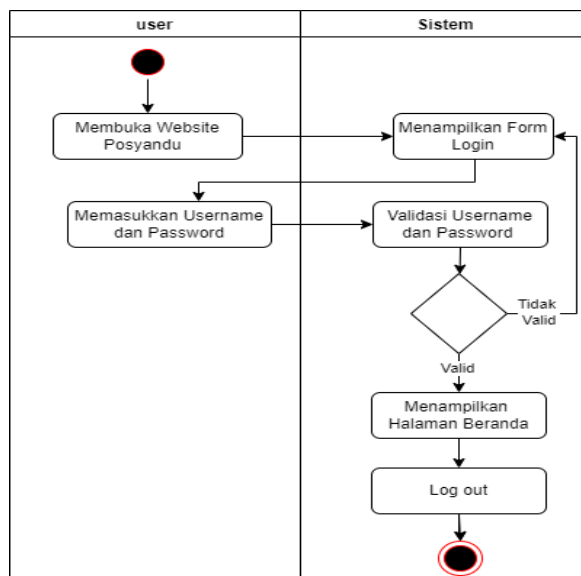 user
Sistem
Membuka Website
Posyandu
Menampilkan Form
Login
Memasukkan Username
dan Password
Validasi Username
dan Password
Tidak
Valid
Valid
Menampilkan
Halaman Beranda
Log out